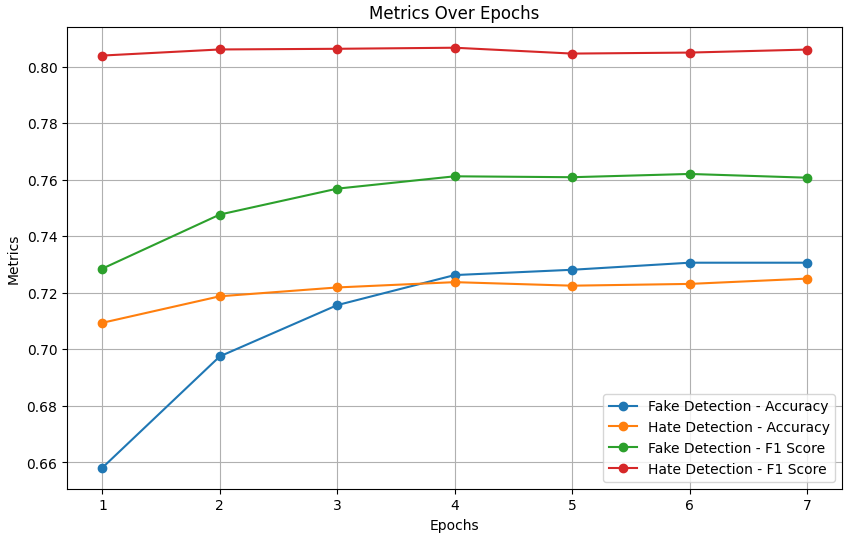 Metrics Over Epochs
Metrics
0.80
0.78
0.76
0.74
0.72
0.70
0.68
0.66
Fake Detection - Accuracy
Hate Detection - Accuracy
Fake Detection - F1 Score
Hate Detection - F1 Score
1 2 3 4 5 6 7
Epochs